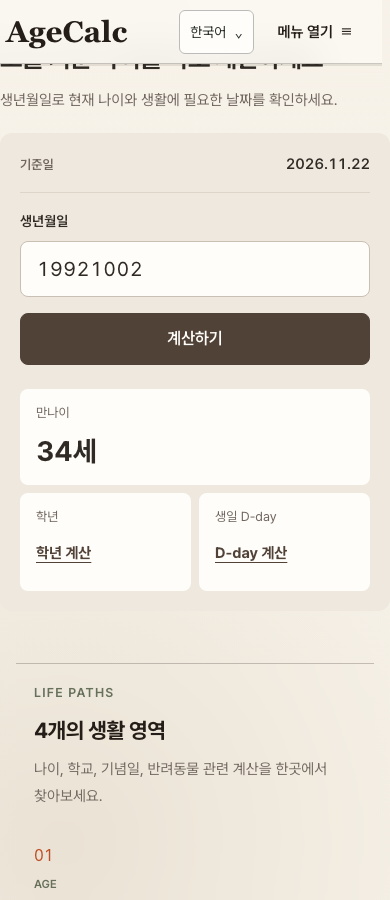 AgeCalc
한국어
메뉴 열기
생년월일로 현재 나이와 생활에 필요한 날짜를 확인하세요.
기준일
2026.11.22
생년월일
19921002
계산하기
만나이
34세
학년
학년 계산
생일 D-day
D-day 계산
LIFE PATHS
4개의 생활 영역
나이, 학교, 기념일, 반려동물 관련 계산을 한곳에서
찾아보세요.
01
AGE